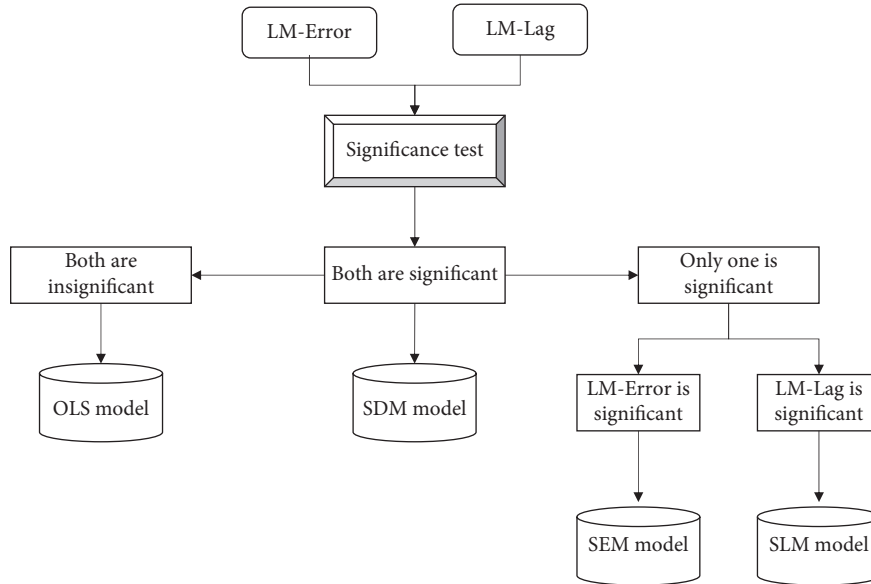 LM-Error
LM-Lag
Significance test
Both are
insignificant
Both are significant
Only one is
significant
OLS model
SDM model
LM-Error is
significant
LM-Lag is
significant
SEM model
SLM model